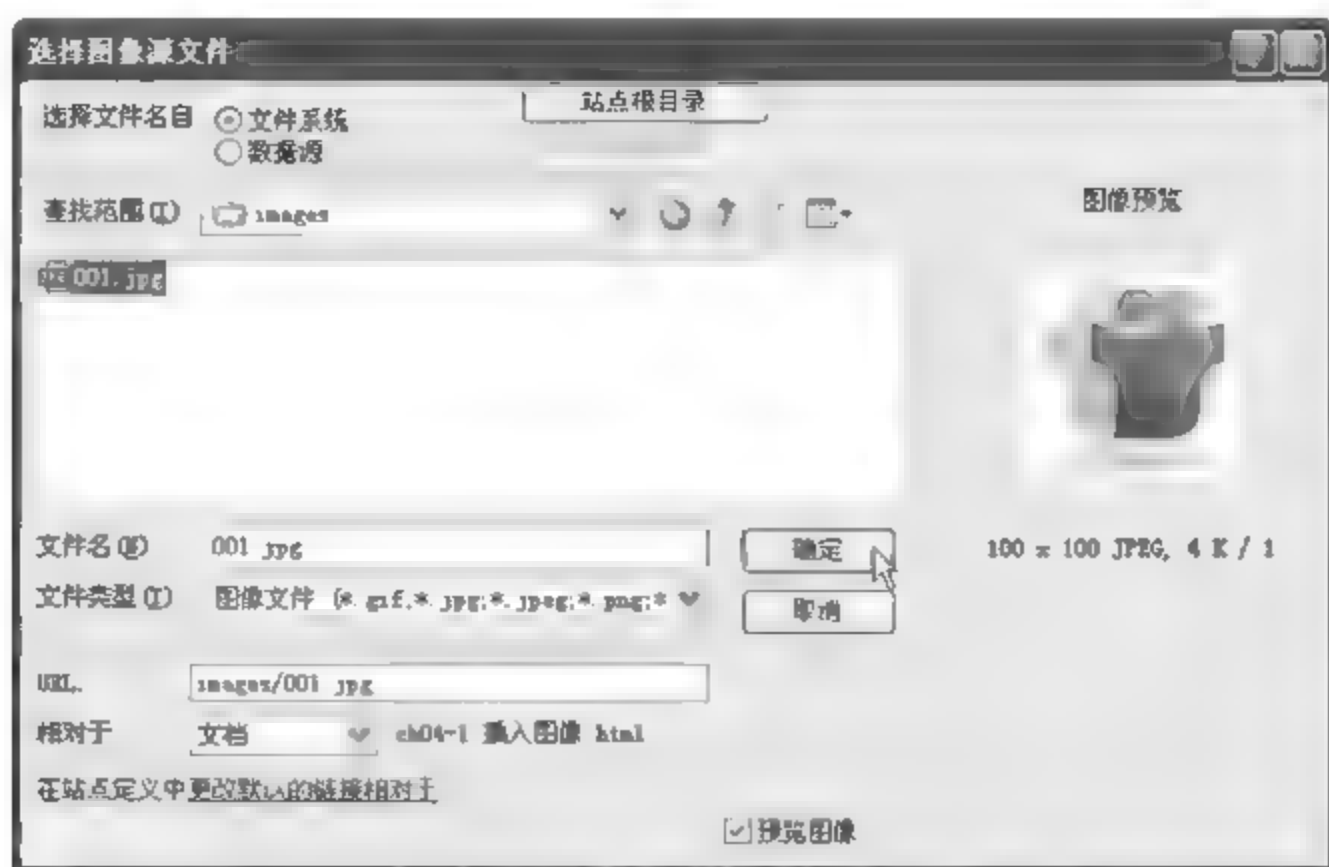 选择图像源文件
选择文件名自 文件系统 站点根目录
数据源
查找范围(I) images
图像预览
001.jpg
文件名(N) 001 jpg 确定 100 x 100 JPEG, 4 K / 1
文件类型(T) 图像文件 (*.gif;*.jpg;*.jpeg;*.png;* 取消
URL: images/001 jpg
相对于 文档 ch04-1 插入图像 html
在站点定义中更改默认的链接相对于
预览图像